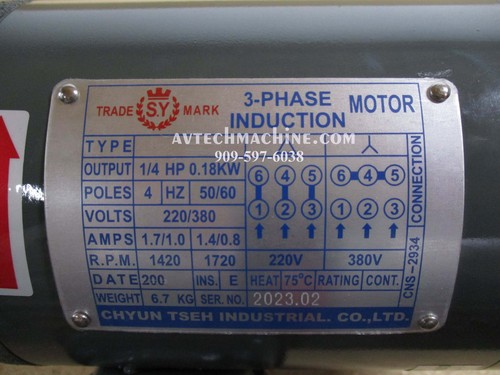 TRADE S.Y MARK 3-PHASE INDUCTION MOTOR
AVTECHMACHINE.COM
909-597-6038
TYPE
OUTPUT 1/4 HP 0.18KW
POLES 4 HZ 50/60
VOLTS 220/380
AMPS 1.7/1.0 1.4/0.8
R.P.M. 1420 1720
DATE 200 INS. E HEAT 75°C RATING CONT.
WEIGHT 6.7 KG SER.NO. 2023.02
CHYUN TSEH INDUSTRIAL. CO.,LTD.
6 4 5 6 4 5
1 2 3 1 2 3
220V 380V
CNS-2934 CONNECTION